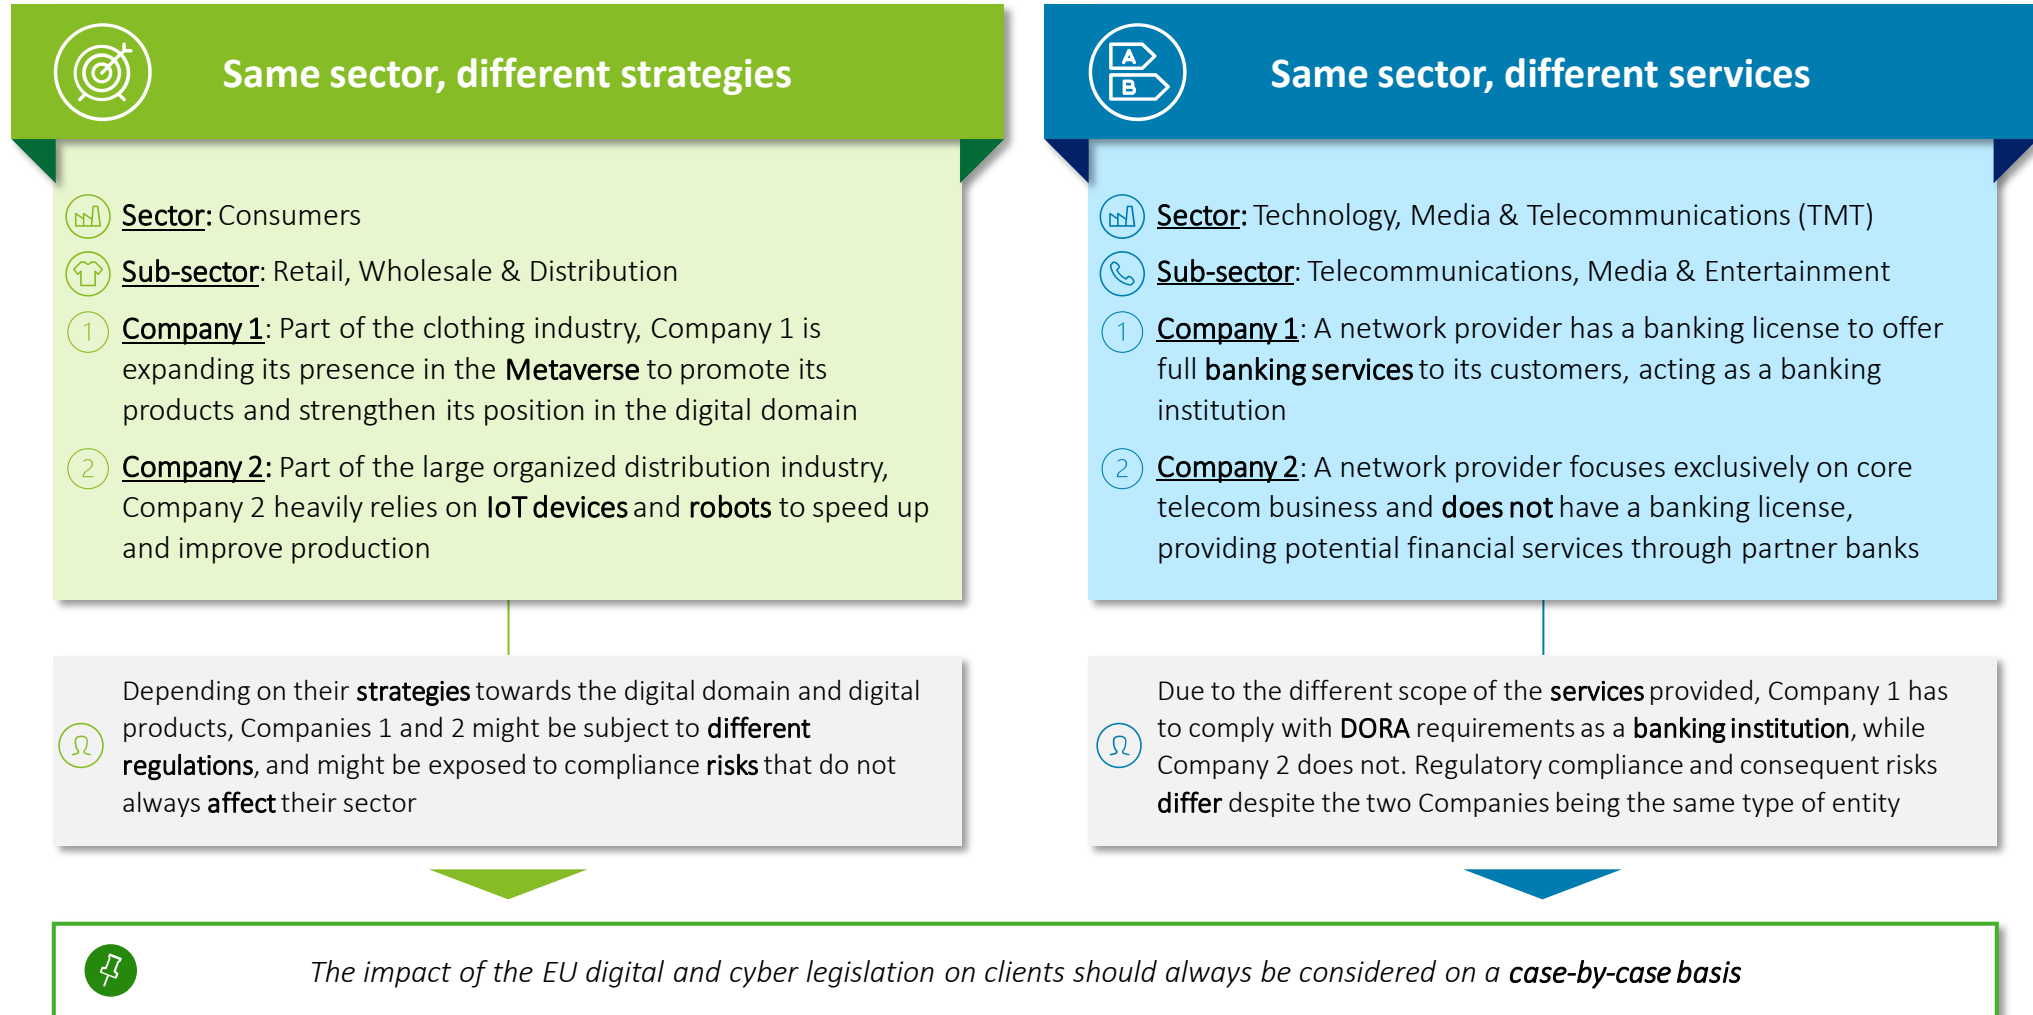 Same sector, different strategies
Sector: Consumers
Sub-sector: Retail, Wholesale & Distribution
1
Company 1: Part of the clothing industry, Company 1 is
expanding its presence in the Metaverse to promote its
products and strengthen its position in the digital domain
2
Company 2: Part of the large organized distribution industry,
Company 2 heavily relies on IoT devices and robots to speed up
and improve production
Depending on their strategies towards the digital domain and digital
products, Companies 1 and 2 might be subject to different
regulations, and might be exposed to compliance risks that do not
always affect their sector
A
B
Same sector, different services
Sector: Technology, Media & Telecommunications (TMT)
Sub-sector: Telecommunications, Media & Entertainment
1
Company 1: A network provider has a banking license to offer
full banking services to its customers, acting as a banking
institution
2
Company 2: A network provider focuses exclusively on core
telecom business and does not have a banking license,
providing potential financial services through partner banks
Due to the different scope of the services provided, Company 1 has
to comply with DORA requirements as a banking institution, while
Company 2 does not. Regulatory compliance and consequent risks
differ despite the two Companies being the same type of entity
The impact of the EU digital and cyber legislation on clients should always be considered on a case-by-case basis